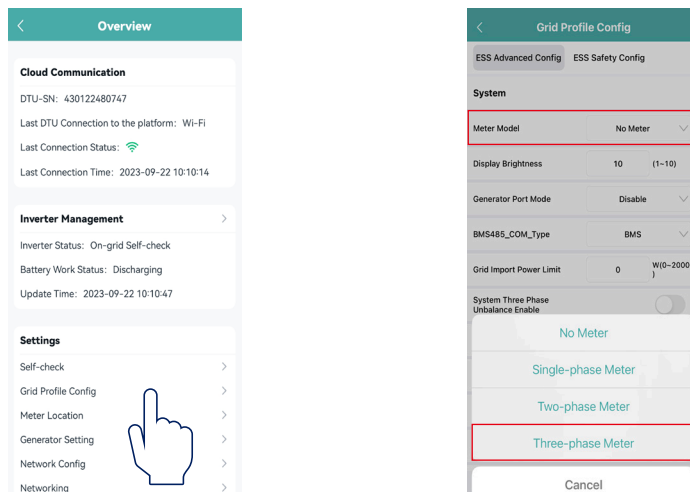 Overview
Cloud Communication
DTU-SN: 430122480747
Last DTU Connection to the platform: Wi-Fi
Last Connection Status:
Last Connection Time: 2023-09-22 10:10:14
Inverter Management
Inverter Status: On-grid Self-check
Battery Work Status: Discharging
Update Time: 2023-09-22 10:10:47
Settings
Self-check
Grid Profile Config
Meter Location
Generator Setting
Network Config
Networking
Grid Profile Config
ESS Advanced Config ESS Safety Config
System
Meter Model No Meter
Display Brightness 10 (1~10)
Generator Port Mode Disable
BMS485_COM_Type BMS
Grid Import Power Limit 0 W(0~2000
)
System Three Phase
Unbalance Enable
No Meter
Single-phase Meter
Two-phase Meter
Three-phase Meter
Cancel